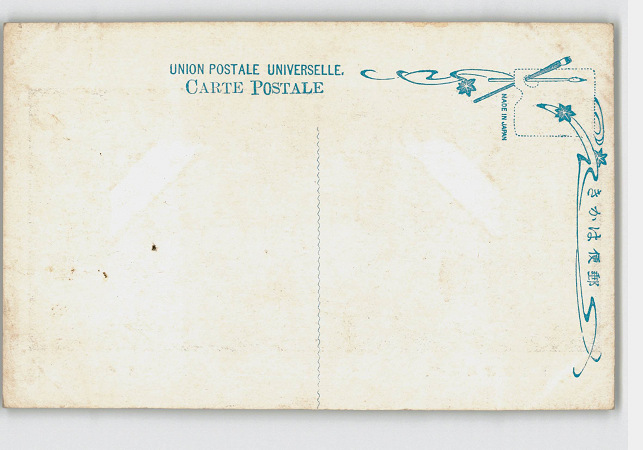 UNION POSTALE UNIVERSELLE.
CARTE POSTALE
MADE IN JAPAN
きかは便郵